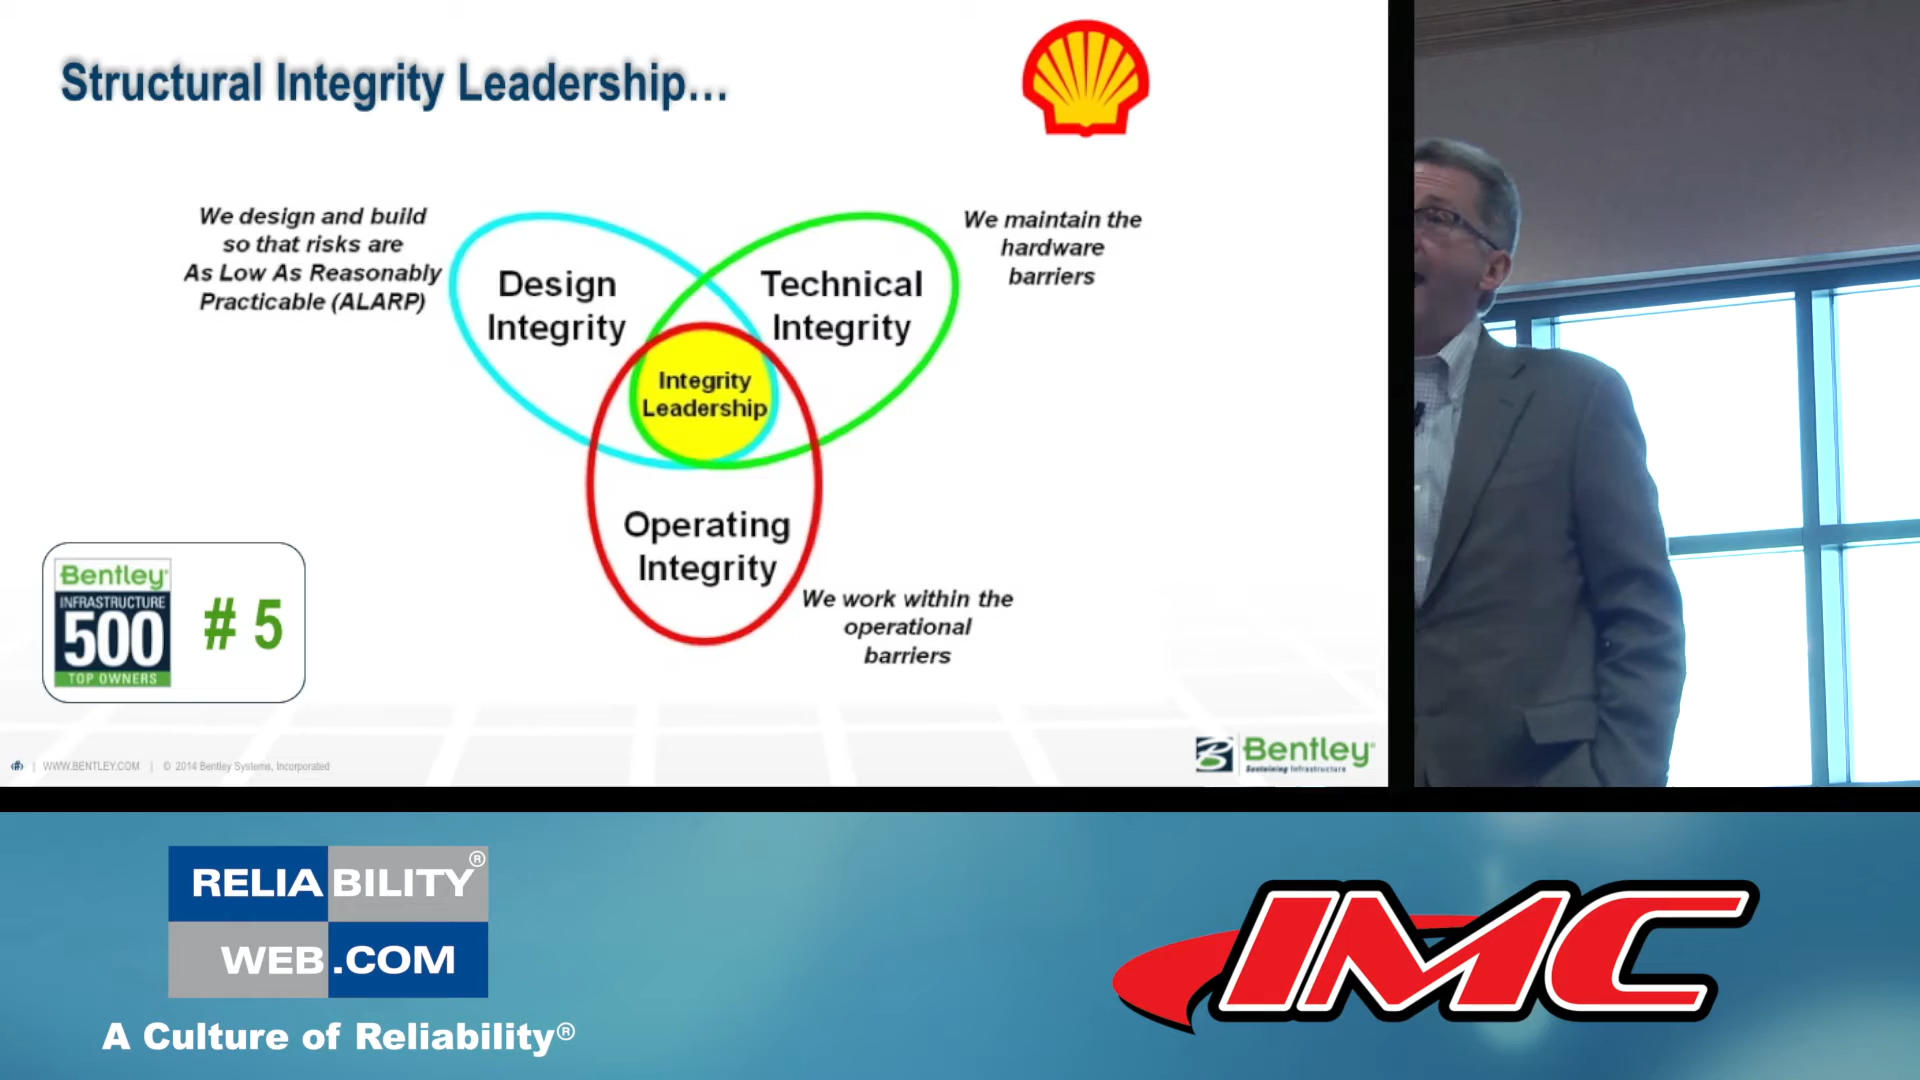 Structural Integrity Leadership...
We design and build
so that risks are
As Low As Reasonably
Practicable (ALARP)
Design
Integrity
Technical
Integrity
We maintain the
hardware
barriers
Integrity
Leadership
Operating
Integrity
We work within the
operational
barriers
Bentley®
INFRASTRUCTURE
500
TOP OWNERS
# 5
WWW.BENTLEY.COM | © 2014 Bentley Systems, Incorporated
Bentley®
Sustaining Infrastructure
RELIABILITY®
WEB.COM
A Culture of Reliability®
IMC